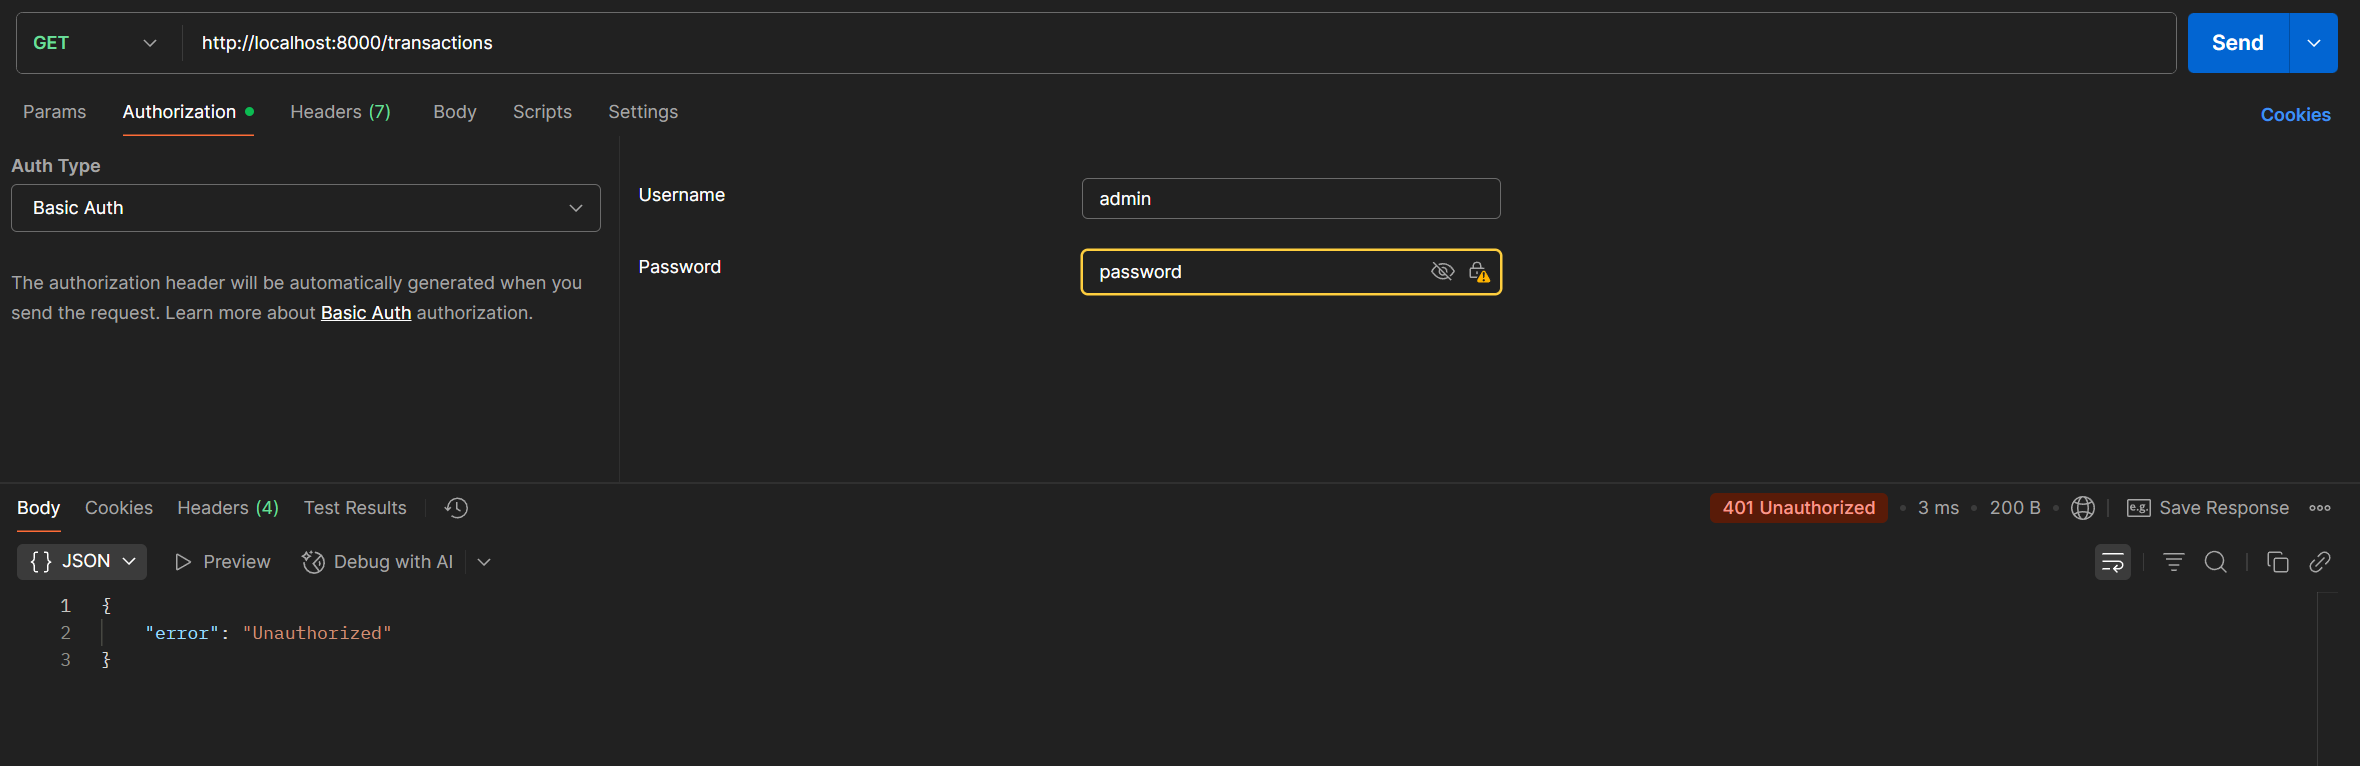 GET http://localhost:8000/transactions Send
Params Authorization Headers (7) Body Scripts Settings Cookies
Auth Type
Basic Auth
The authorization header will be automatically generated when you
send the request. Learn more about Basic Auth authorization.
Username admin
Password password
Body Cookies Headers (4) Test Results 401 Unauthorized • 3 ms • 200 B • e.g. Save Response
{} JSON Preview Debug with AI
1 {
2 "error": "Unauthorized"
3 }